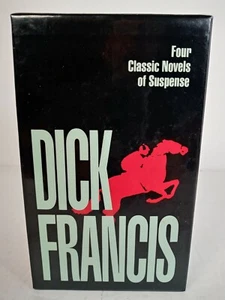 Four
Classic Novels
of Suspense
DICK
FRANCIS